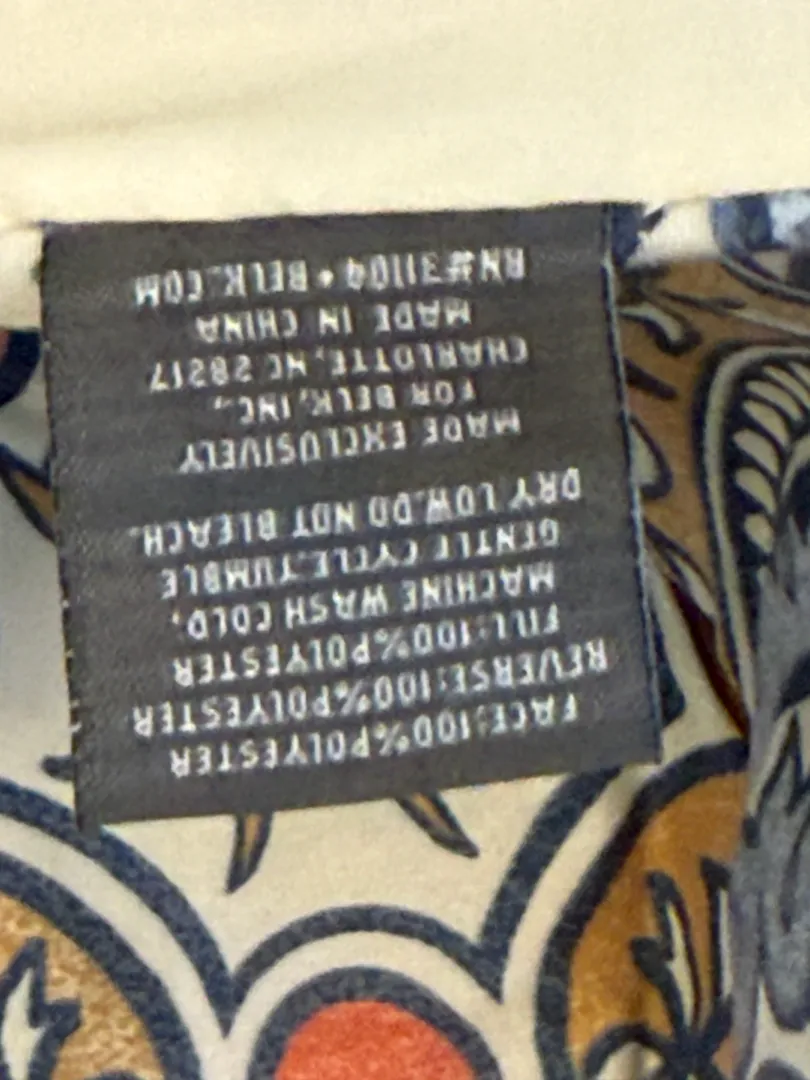 FACE:100%POLYESTER
REVERSE:100%POLYESTER
FILL:100%POLYESTER
MACHINE WASH COLD,
GENTLE CYCLE.TUMBLE
DRY LOW.DO NOT BLEACH.
MADE EXCLUSIVELY
FOR BELK, INC.,
CHARLOTTE, NC 28217
MADE IN CHINA
RN#31104 • BELK.COM